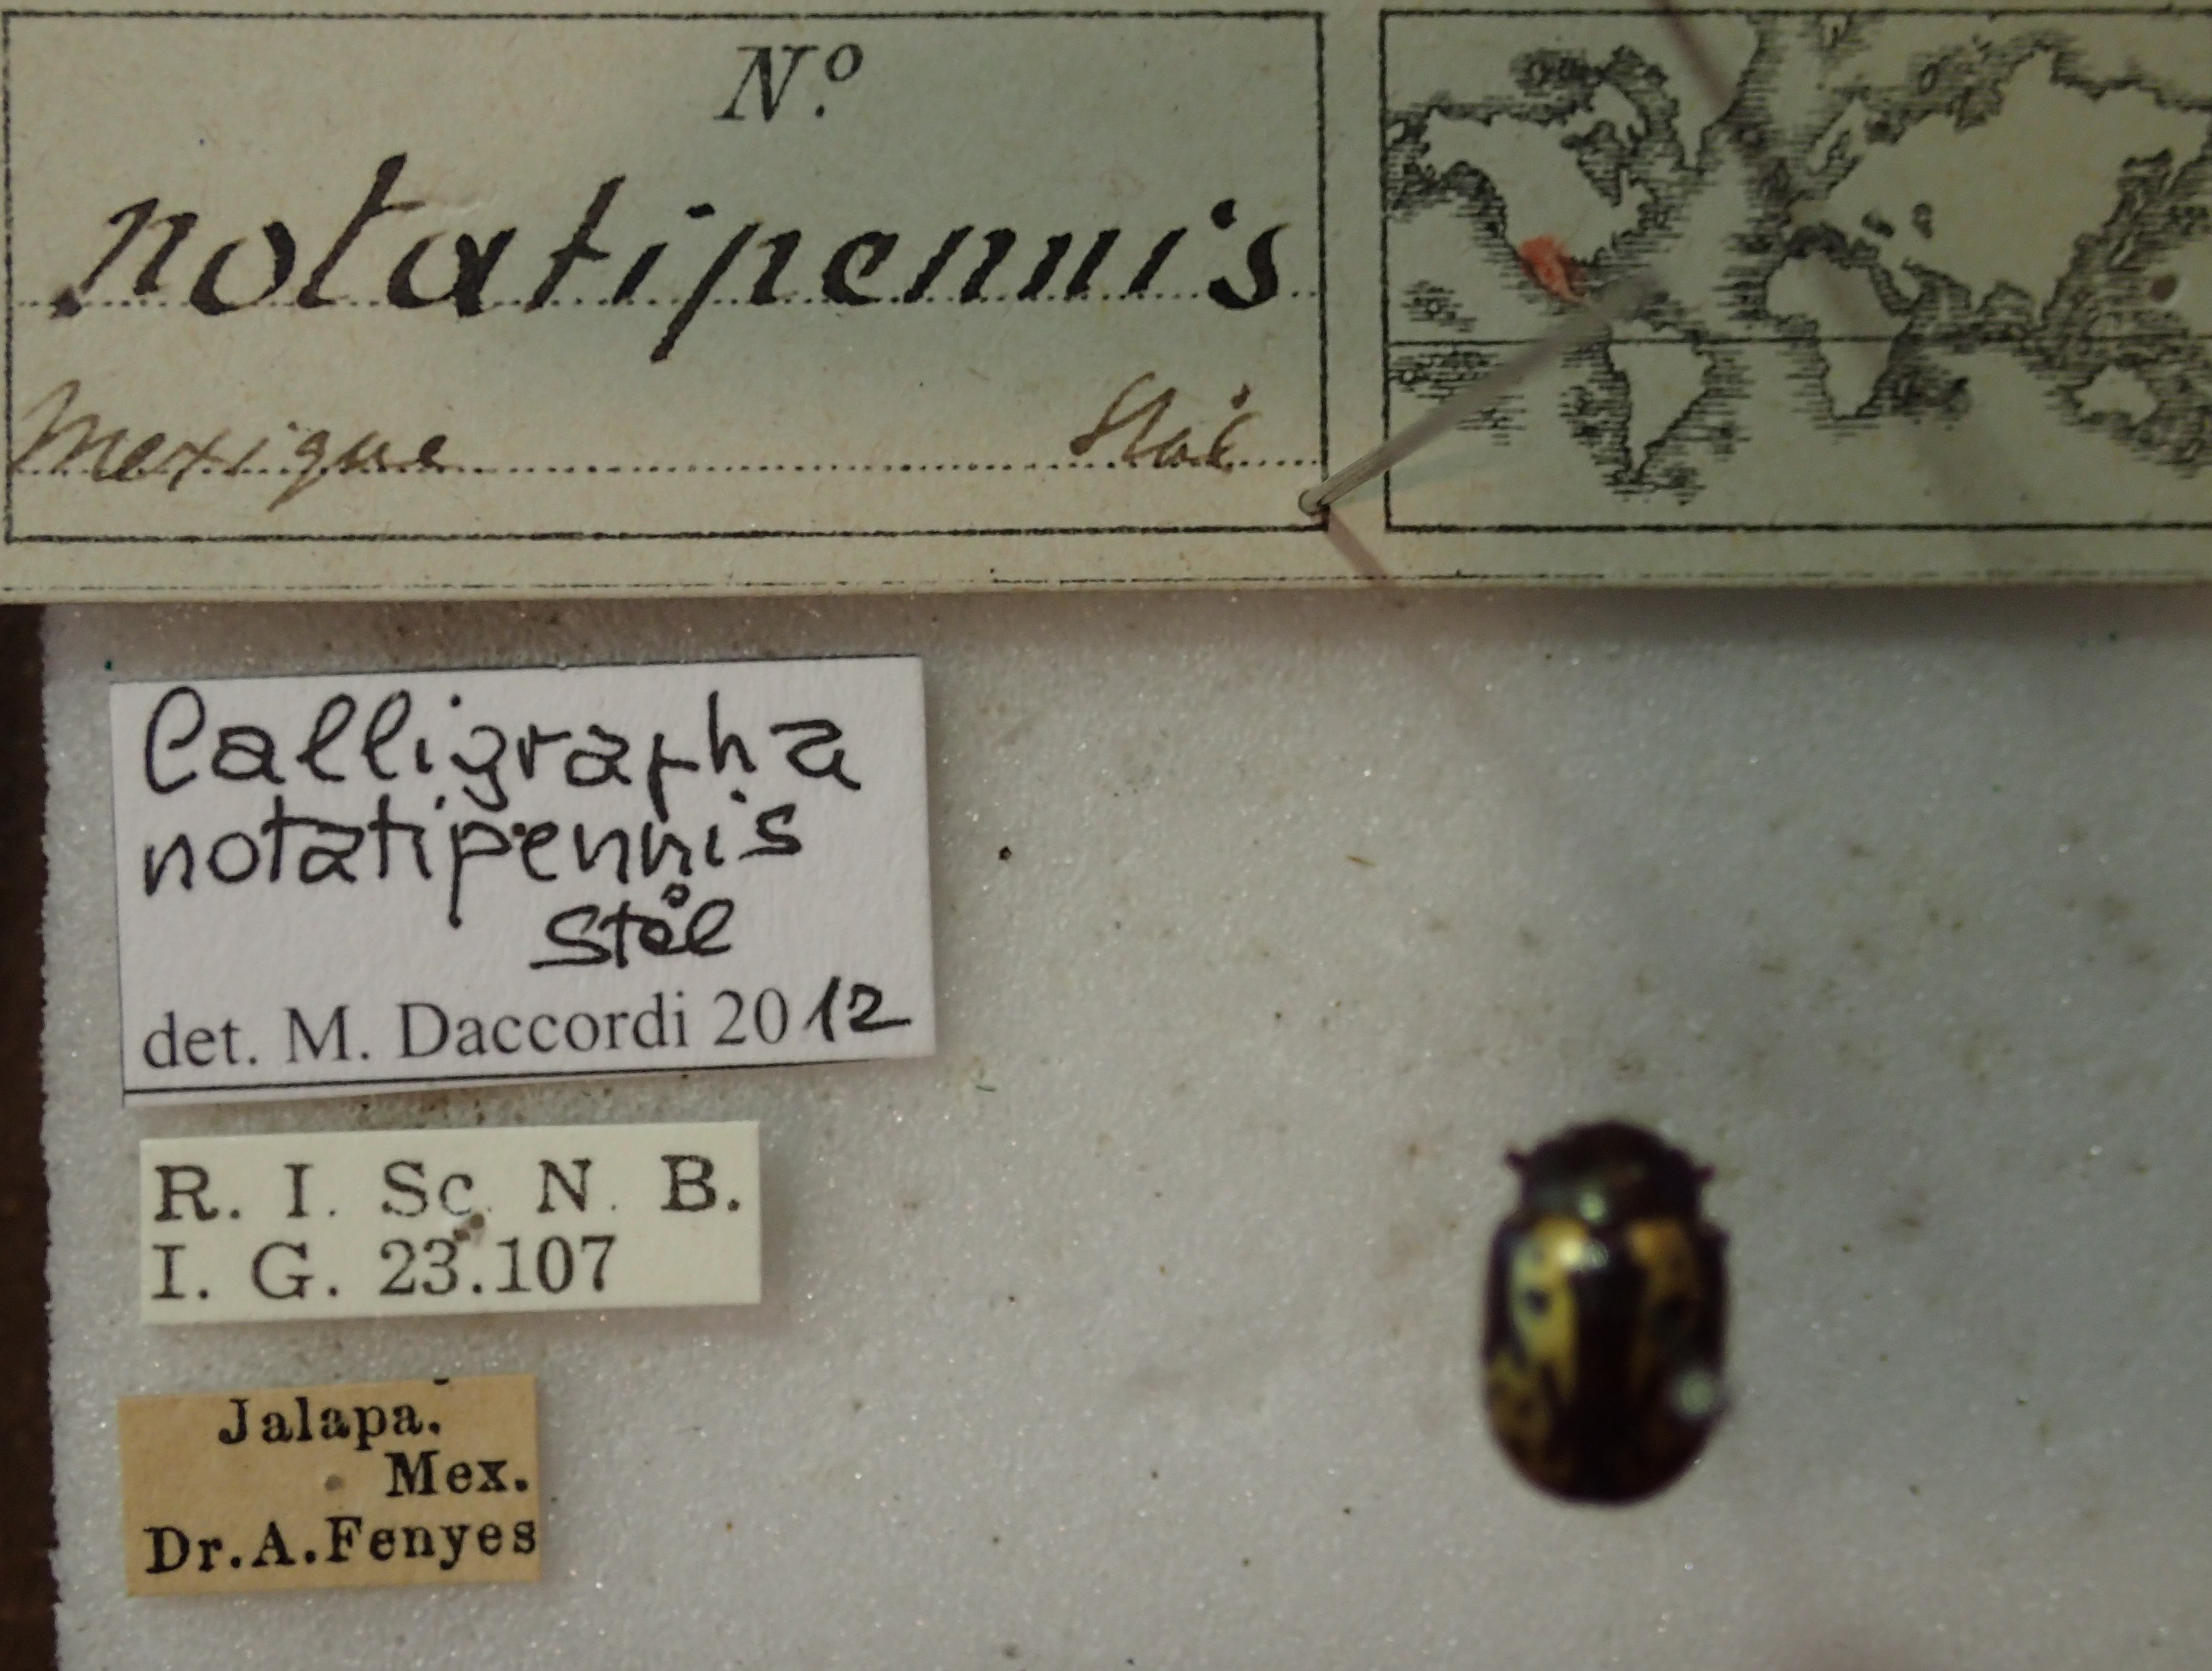 N.º
notatipennis
Mexique Stål
Calligrapha
notatipennis
Stål
det. M. Daccordi 2012
R. I. Sc. N. B.
I. G. 23.107
Jalapa.
Mex.
Dr.A.Fenyes